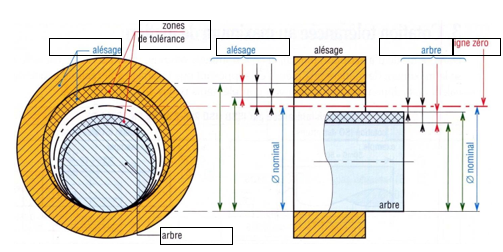 zones
de tolérance
alésage
alésage
alésage
arbre
igne zéro
Ø nominal
Ø nominal
arbre
arbre